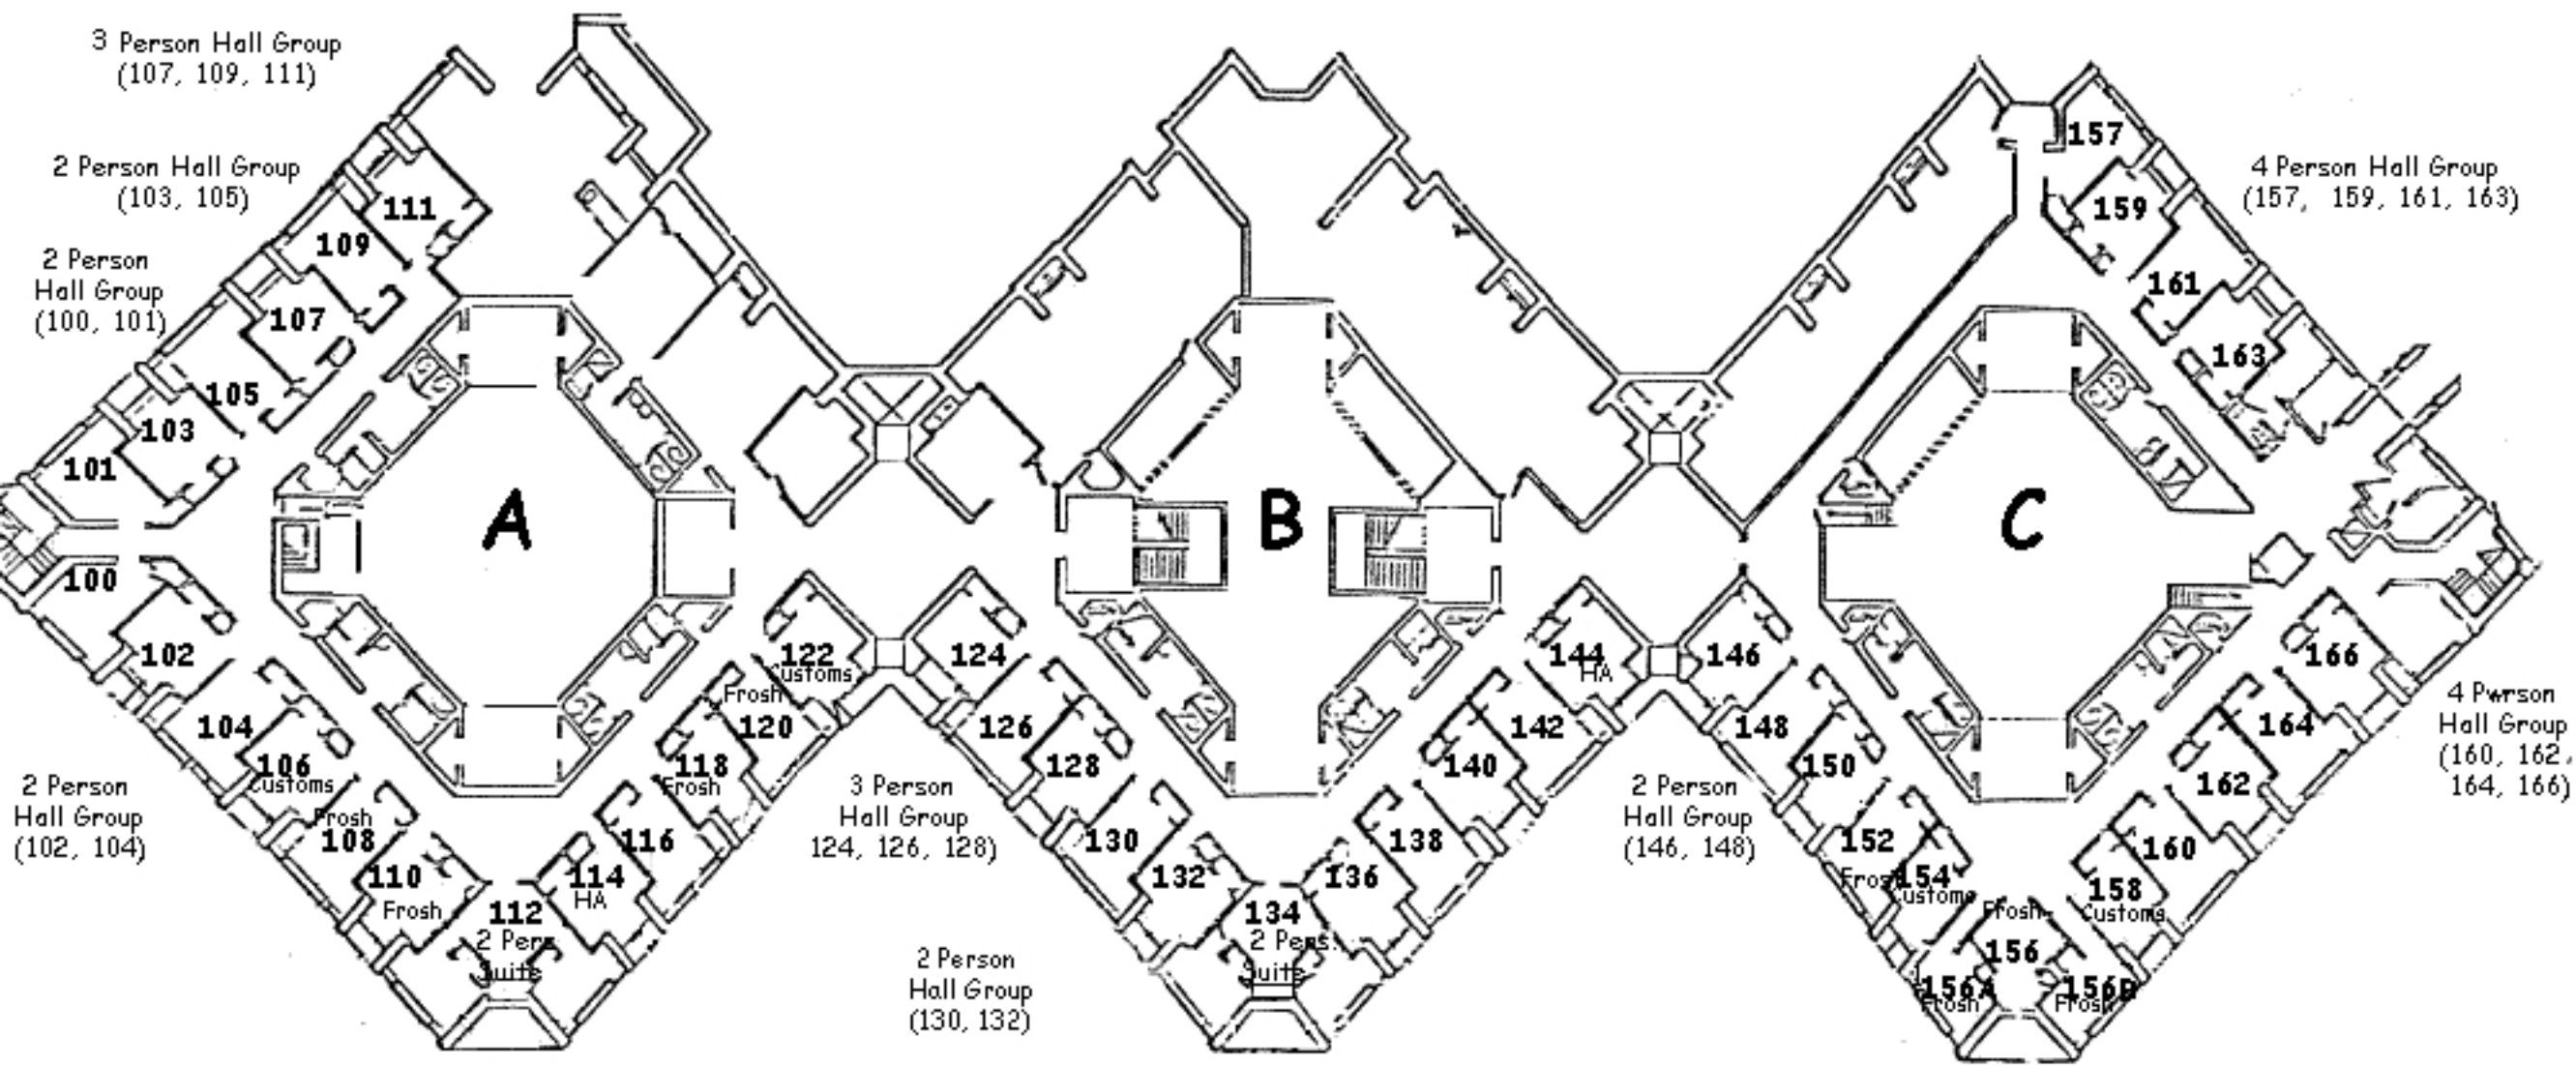 3 Person Hall Group
(107, 109, 111)
2 Person Hall Group
(103, 105)
2 Person
Hall Group
(100, 101)
111
109
107
105
103
101
100
102
104
106
Customs
Frosh
108
110
Frosh
112
2 Pers.
Suite
114
HA
116
118
Frosh
Frosh
120
122
Customs
A
2 Person
Hall Group
(102, 104)
3 Person
Hall Group
124, 126, 128)
B
124
126
128
130
132
134
2 Pers.
Suite
136
138
140
142
144
HA
2 Person
Hall Group
(130, 132)
2 Person
Hall Group
(146, 148)
C
146
148
150
152
Frosh
154
Customs
Frosh
156
156A
Frosh
156B
Frosh
158
Customs
160
162
164
166
157
159
161
163
4 Person Hall Group
(157, 159, 161, 163)
4 Pwrson
Hall Group
(160, 162,
164, 166)